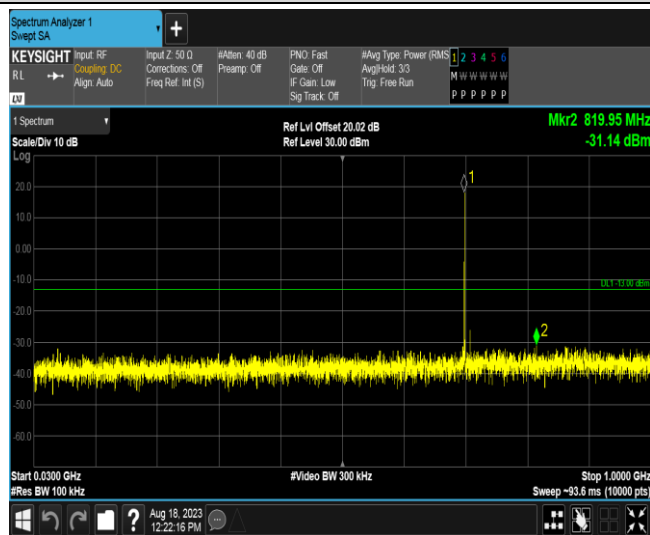 Spectrum Analyzer 1
Swept SA
+
KEYSIGHT
RL
LXI
Input: RF
Coupling: DC
Align: Auto
Input Z: 50 Ω
Corrections: Off
Freq Ref: Int (S)
#Atten: 40 dB
Preamp: Off
PNO: Fast
Gate: Off
IF Gain: Low
Sig Track: Off
#Avg Type: Power (RMS
Avg|Hold: 3/3
Trig: Free Run
1 2 3 4 5 6
M W W W W W
P P P P P P
1 Spectrum
Scale/Div 10 dB
Log
Ref Lvl Offset 20.02 dB
Ref Level 30.00 dBm
Mkr2 819.95 MHz
-31.14 dBm
1
20.0
10.0
0.00
-10.0
DL1 -13.00 dBm
-20.0
2
-30.0
-40.0
-50.0
-60.0
Start 0.0300 GHz
#Res BW 100 kHz
#Video BW 300 kHz
Stop 1.0000 GHz
Sweep ~93.6 ms (10000 pts)
?
Aug 18, 2023
12:22:16 PM